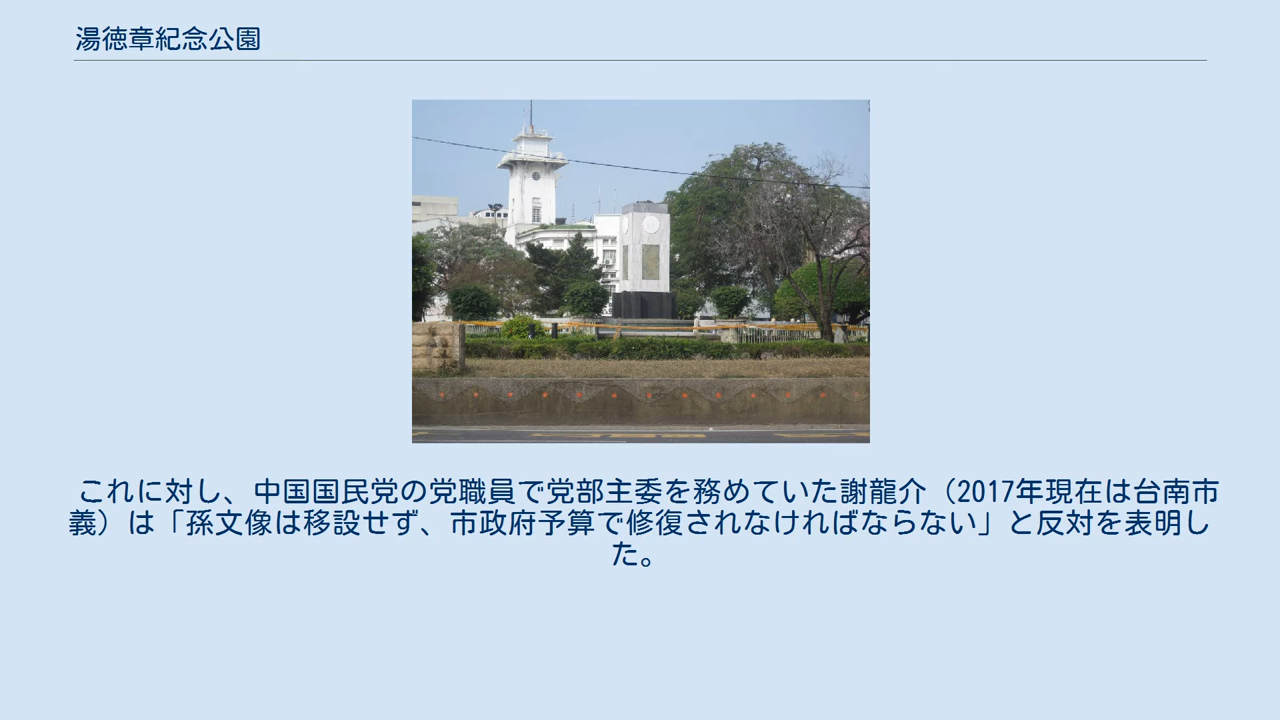 湯徳章紀念公園
これに対し、中国国民党の党職員で党部主委を務めていた謝龍介（2017年現在は台南市
義）は「孫文像は移設せず、市政府予算で修復されなければならない」と反対を表明し
た。